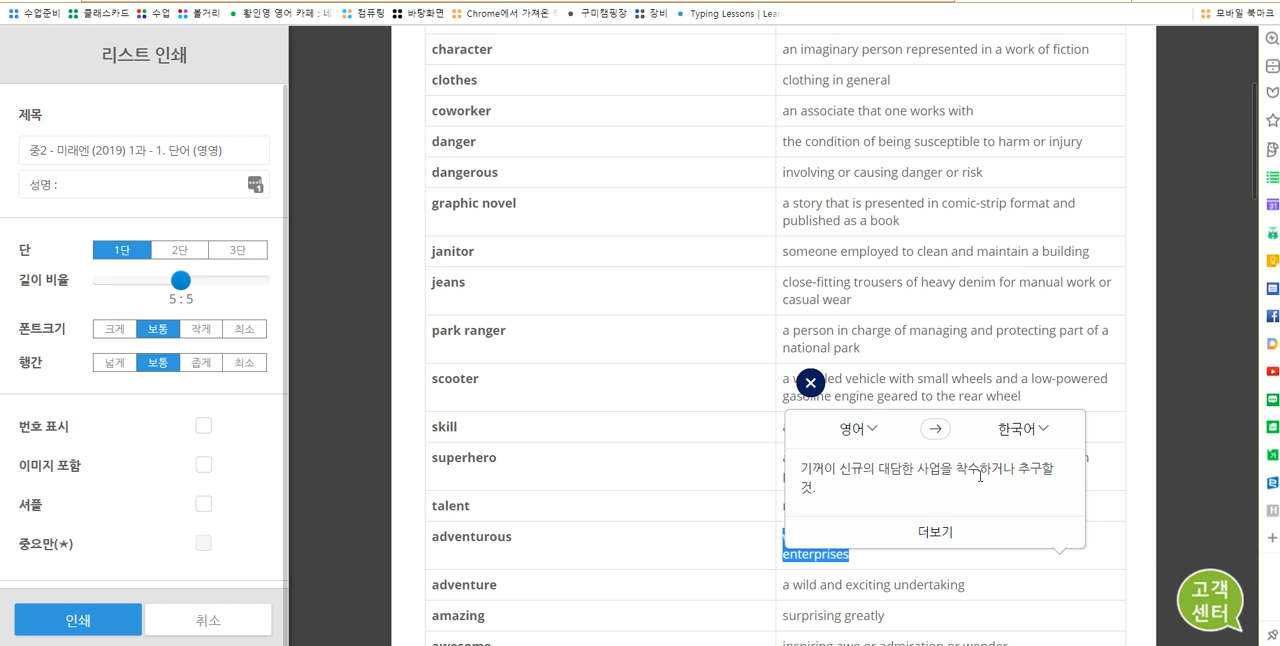 수업준비 클래스카드 수업 볼거리 황인영 영어 카페 : 네 컴퓨팅 바탕화면 Chrome에서 가져온 구미캠핑장 장비 Typing Lessons | Lea 모바일 북마크
리스트 인쇄
제목
중2 - 미래엔 (2019) 1과 - 1. 단어 (영영)
성명 :
단 1단 2단 3단
길이 비율
5 : 5
폰트크기 크게 보통 작게 최소
행간 넓게 보통 좁게 최소
번호 표시
이미지 포함
셔플
중요만(★)
인쇄 취소
character an imaginary person represented in a work of fiction
clothes clothing in general
coworker an associate that one works with
danger the condition of being susceptible to harm or injury
dangerous involving or causing danger or risk
graphic novel a story that is presented in comic-strip format and
published as a book
janitor someone employed to clean and maintain a building
jeans close-fitting trousers of heavy denim for manual work or
casual wear
park ranger a person in charge of managing and protecting part of a
national park
scooter a vehicle with small wheels and a low-powered
gasoline engine geared to the rear wheel
skill
superhero
talent
adventurous
enterprises
adventure a wild and exciting undertaking
amazing surprising greatly
awesome inspiring awe or admiration or wonder
영어 → 한국어
기꺼이 신규의 대담한 사업을 착수하거나 추구할
것.
더보기
고객
센터